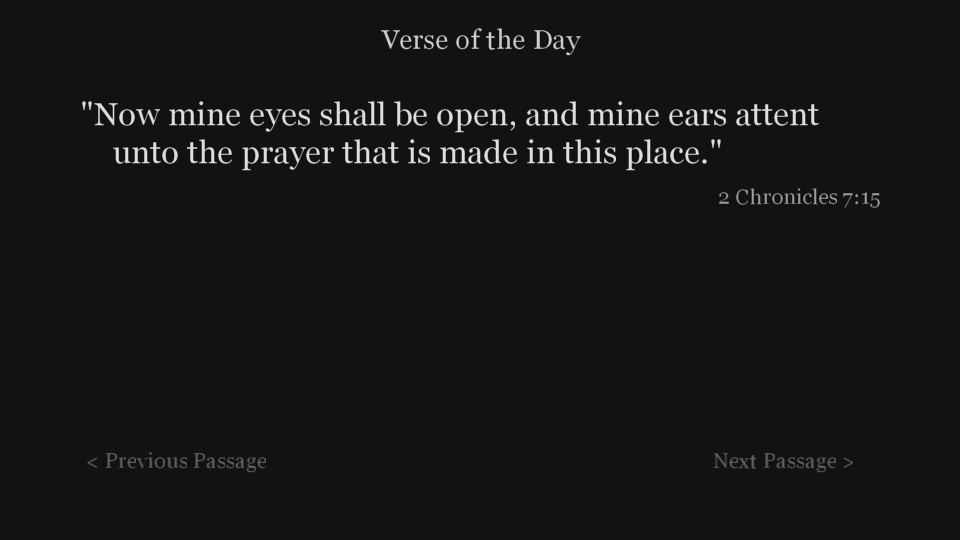 Verse of the Day
"Now mine eyes shall be open, and mine ears attent
unto the prayer that is made in this place."
2 Chronicles 7:15
< Previous Passage
Next Passage >